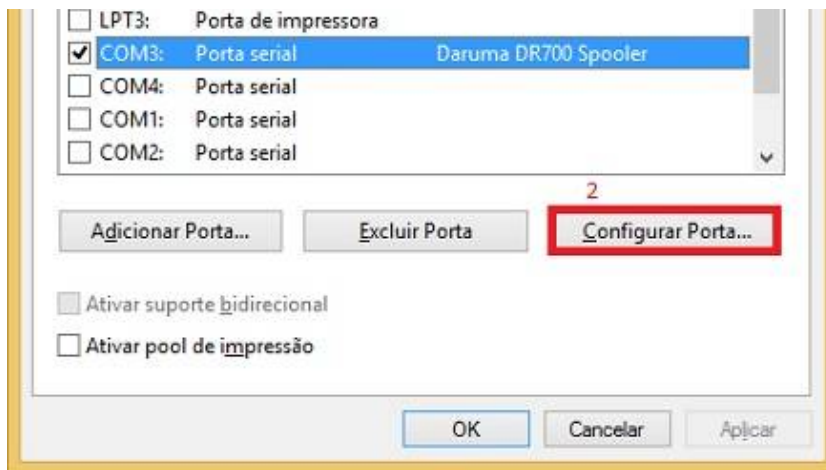 LPT3: Porta de impressora
COM3: Porta serial Daruma DR700 Spooler
COM4: Porta serial
COM1: Porta serial
COM2: Porta serial
2
Adicionar Porta... Excluir Porta Configurar Porta...
Ativar suporte bidirecional
Ativar pool de impressão
OK Cancelar Aplicar